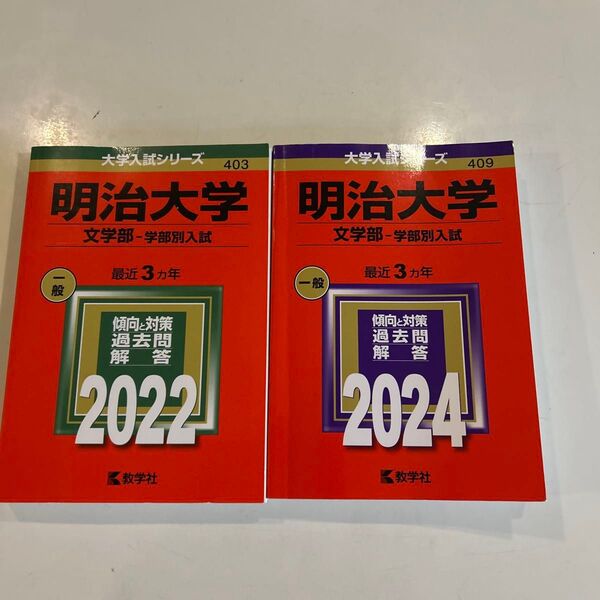 大学入試シリーズ
403
明治大学
文学部-学部別入試
最近3カ年
一般
傾向と対策
過去問
解答
2022
教学社
大学入試シリーズ
409
明治大学
文学部-学部別入試
最近3カ年
一般
傾向と対策
過去問
解答
2024
教学社